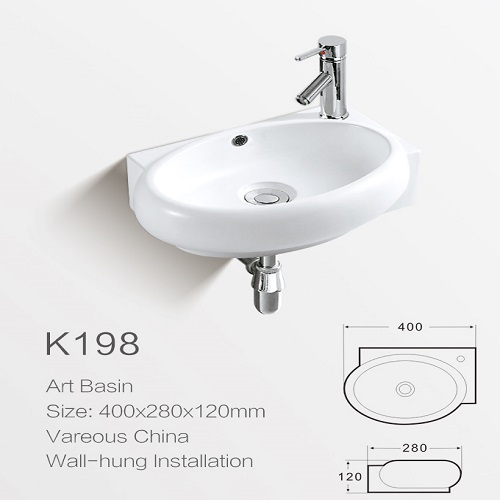 K198
Art Basin
Size: 400x280x120mm
Vareous China
Wall-hung Installation
400
280
120